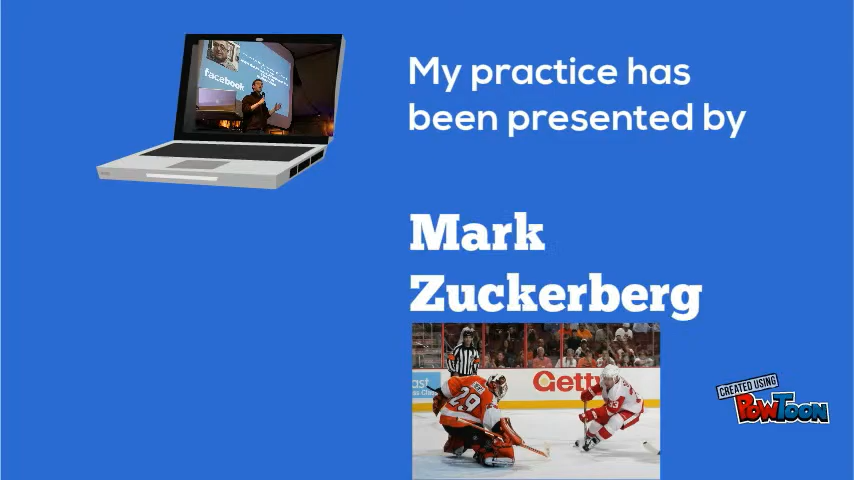 My practice has
been presented by
Mark
Zuckerberg
facebook
Getty
29
CREATED USING
POWTOON